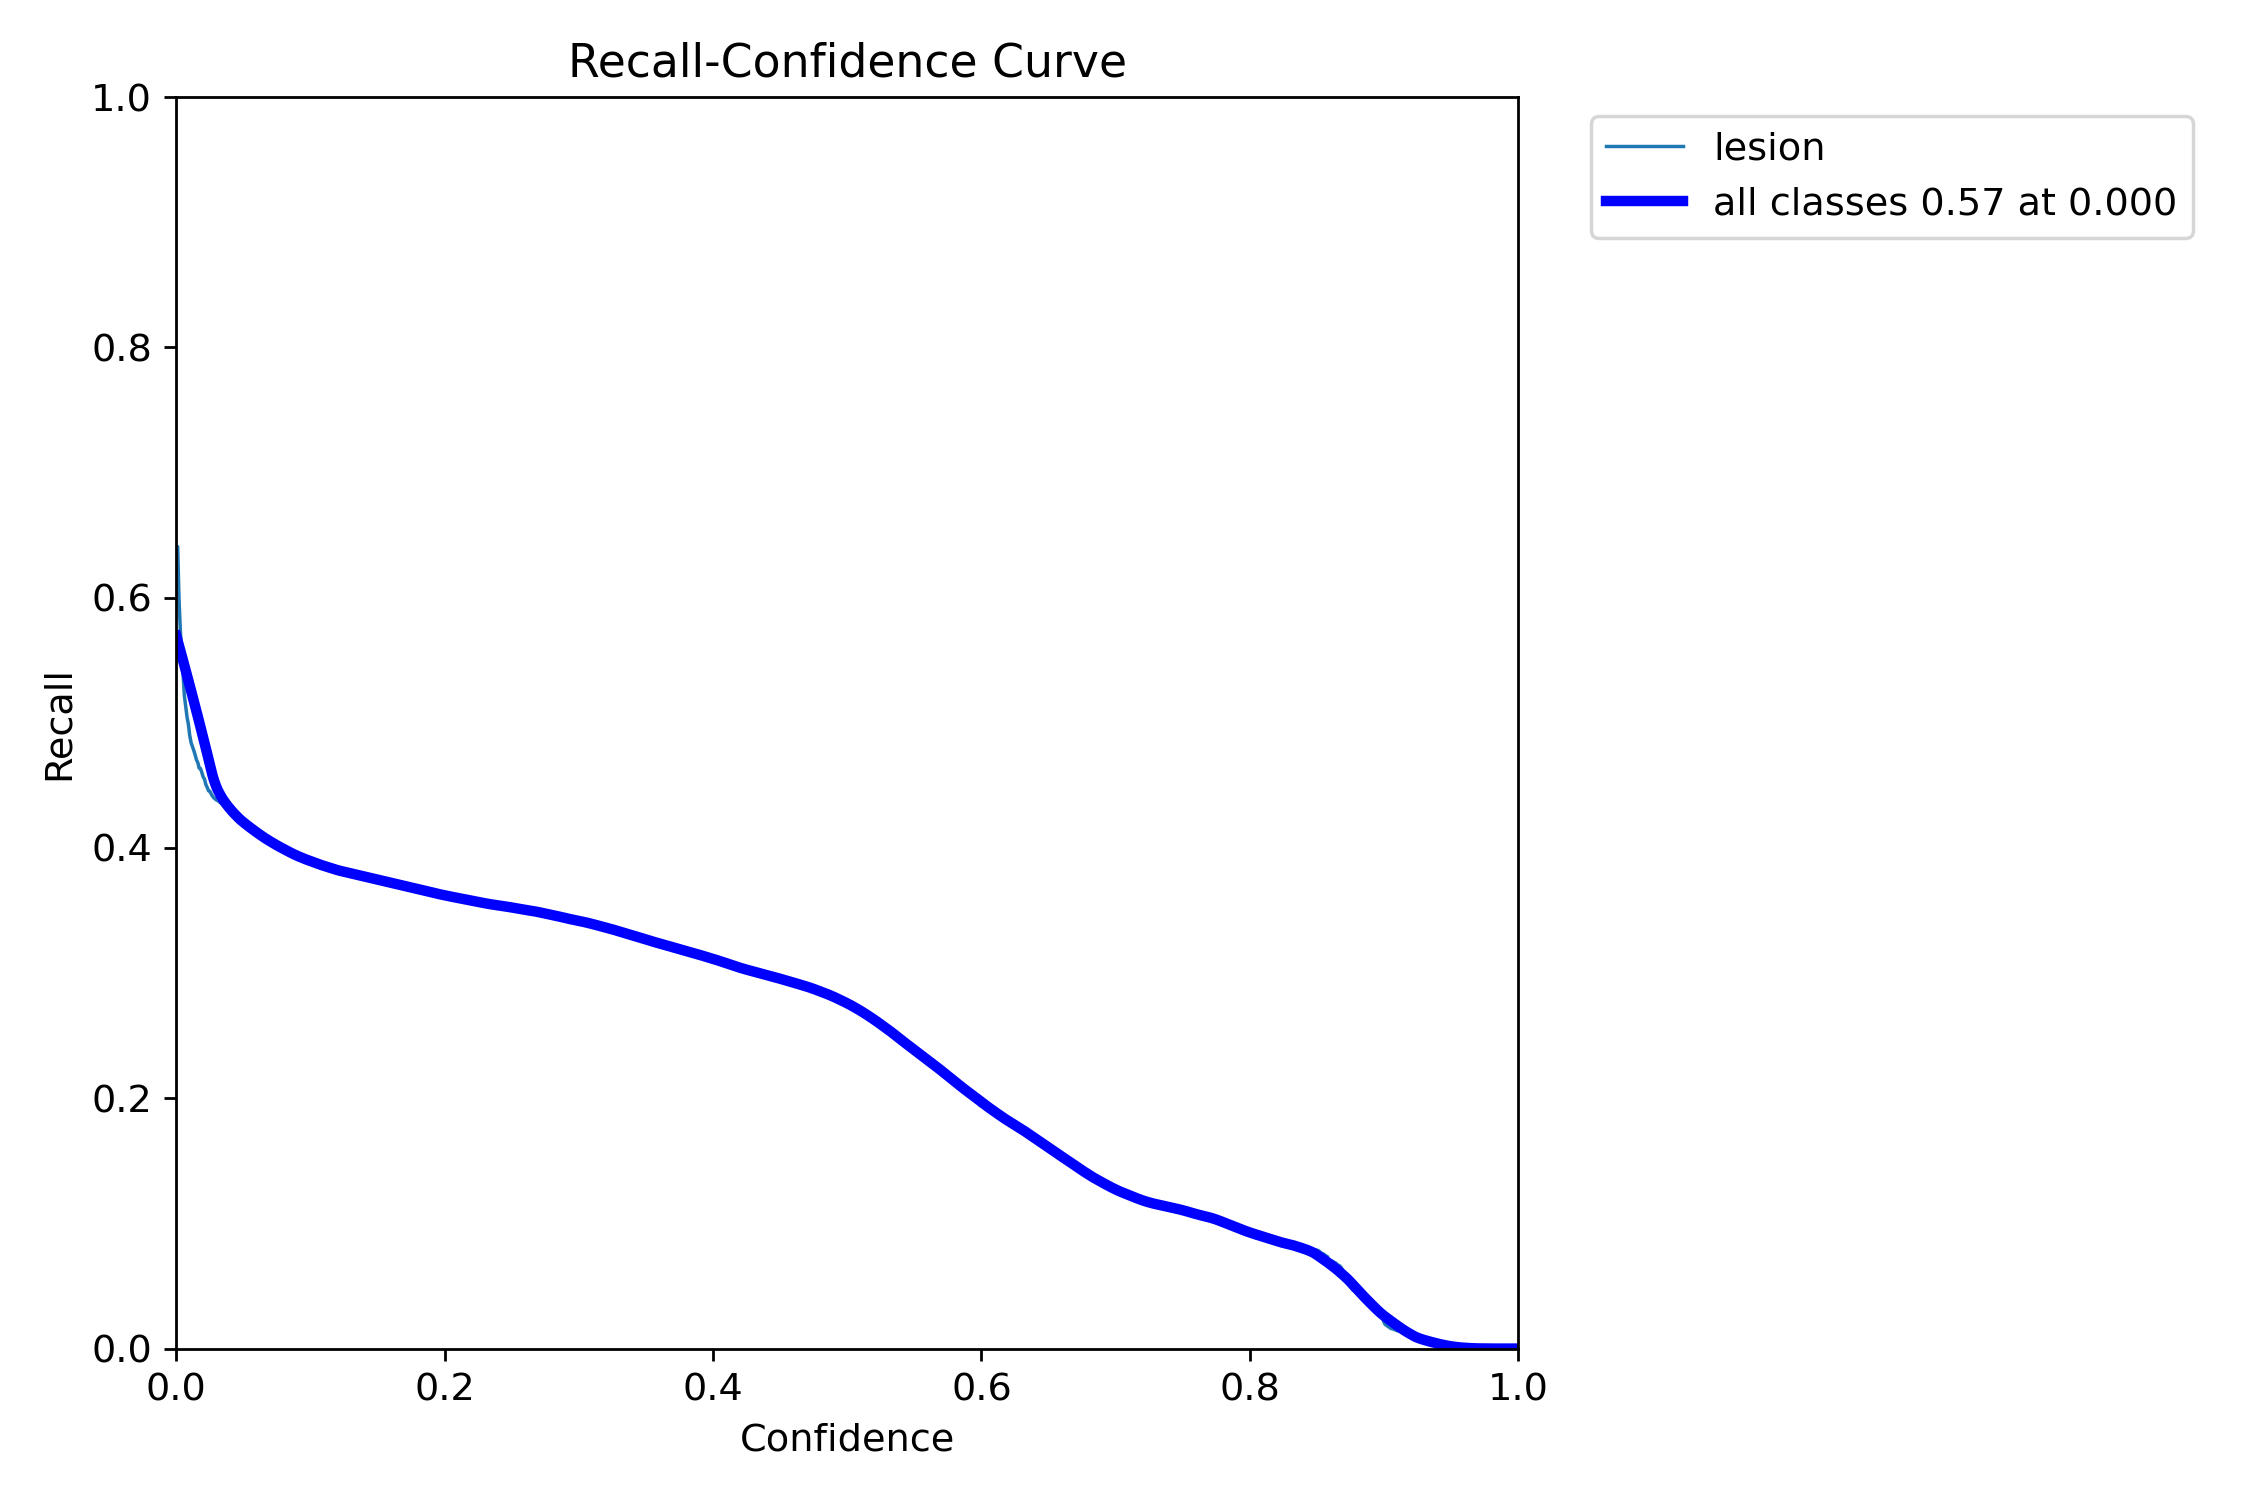 Recall-Confidence Curve
1.0
0.8
0.6
0.4
0.2
0.0
Recall
0.0 0.2 0.4 0.6 0.8 1.0
Confidence
lesion
all classes 0.57 at 0.000